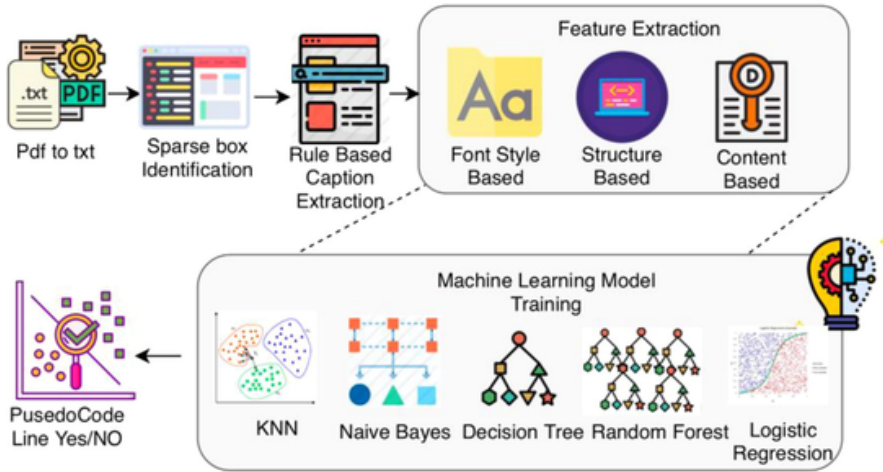 .txt
PDF
Pdf to txt
Sparse box
Identification
Rule Based
Caption
Extraction
Feature Extraction
Aa
Font Style
Based
Structure
Based
D
Content
Based
Machine Learning Model
Training
KNN
Naive Bayes
Decision Tree
Random Forest
Logistic
Regression
PusedoCode
Line Yes/NO